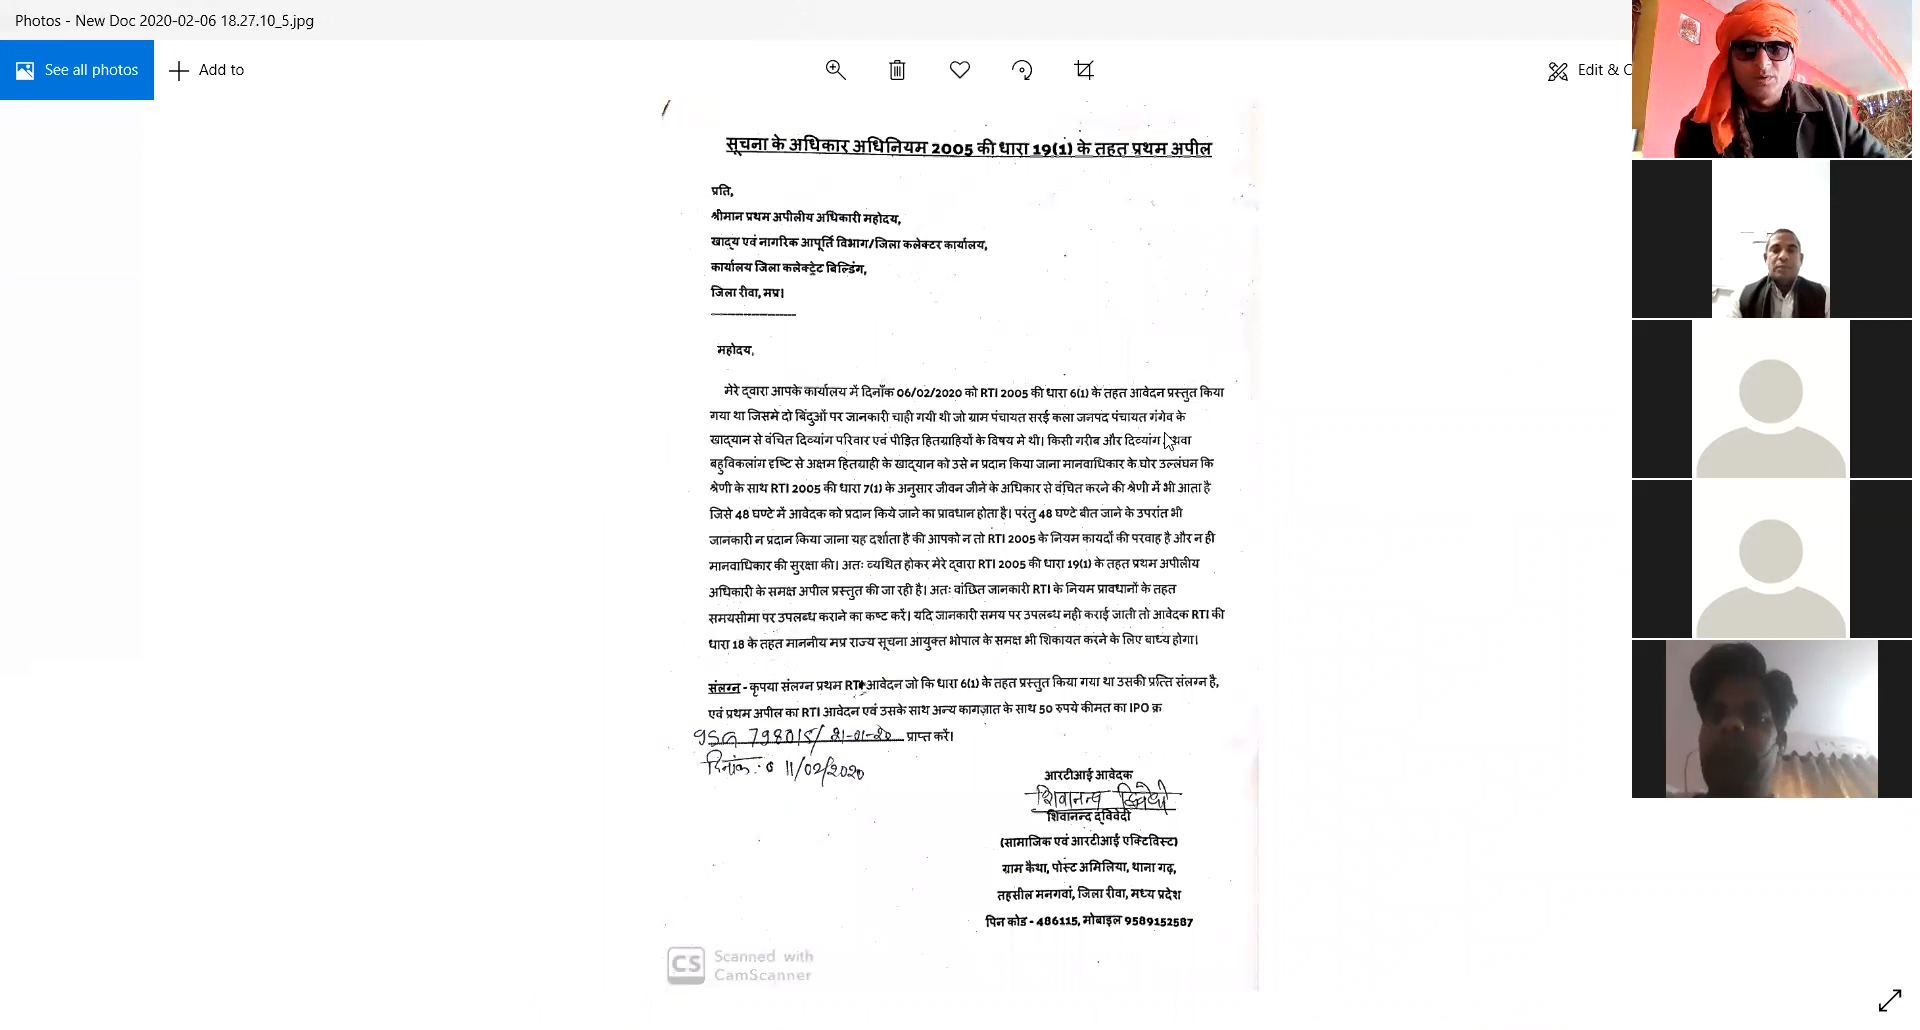 Photos - New Doc 2020-02-06 18.27.10_5.jpg
See all photos
Add to
Edit & C
सूचना के अधिकार अधिनियम 2005 की धारा 19(1) के तहत प्रथम अपील
प्रति,
श्रीमान प्रथम अपीलीय अधिकारी महोदय,
खाद्य एवं नागरिक आपूर्ति विभाग/जिला कलेक्टर कार्यालय,
कार्यालय जिला कलेक्ट्रेट बिल्डिंग,
जिला रीवा, मप्र।
महोदय,
मेरे द्वारा आपके कार्यालय में दिनाँक 06/02/2020 को RTI 2005 की धारा 6(1) के तहत आवेदन प्रस्तुत किया
गया था जिसमे दो बिंदुओं पर जानकारी चाही गयी थी जो ग्राम पंचायत सरई कला जनपद पंचायत गंगेव के
खाद्यान से वंचित दिव्यांग परिवार एवं पीड़ित हितग्राहियों के विषय मे थी। किसी गरीब और दिव्यांग
बहुविकलांग दृष्टि से अक्षम हितग्राही के खाद्यान को उसे न प्रदान किया जाना मानवाधिकार के घोर उल्लंघन कि
श्रेणी के साथ RTI 2005 की धारा 7(1) के अनुसार जीवन जीने के अधिकार से वंचित करने की श्रेणी में भी आता है
जिसे 48 घण्टे में आवेदक को प्रदान किये जाने का प्रावधान होता है। परंतु 48 घण्टे बीत जाने के उपरांत भी
जानकारी न प्रदान किया जाना यह दर्शाता है की आपको न तो RTI 2005 के नियम कायदों की परवाह है और न ही
मानवाधिकार की सुरक्षा की। अतः व्यथित होकर मेरे द्वारा RTI 2005 की धारा 19(1) के तहत प्रथम अपीलीय
अधिकारी के समक्ष अपील प्रस्तुत की जा रही है। अतः वांछित जानकारी RTI के नियम प्रावधानों के तहत
समयसीमा पर उपलब्ध कराने का कष्ट करें। यदि जानकारी समय पर उपलब्ध नही कराई जाती तो आवेदक RTI की
धारा 18 के तहत माननीय मप्र राज्य सूचना आयुक्त भोपाल के समक्ष भी शिकायत करने के लिए बाध्य होगा।
संलग्न - कृपया संलग्न प्रथम RTI आवेदन जो कि धारा 6(1) के तहत प्रस्तुत किया गया था उसकी प्रत्ति संलग्न है,
एवं प्रथम अपील का RTI आवेदन एवं उसके साथ अन्य कागज़ात के साथ 50 रुपये कीमत का IPO क्र
798015/ 21-01-20 प्राप्त करें।
दिनांक :- 11/02/2020
आरटीआई आवेदक
शिवानन्द द्विवेदी
शिवानन्द द्विवेदी
(सामाजिक एवं आरटीआई एक्टिविस्ट)
ग्राम कैथा, पोस्ट अमिलिया, थाना गढ़,
तहसील मनगवां, जिला रीवा, मध्य प्रदेश
पिन कोड - 486115, मोबाइल 9589152587
CS Scanned with
CamScanner